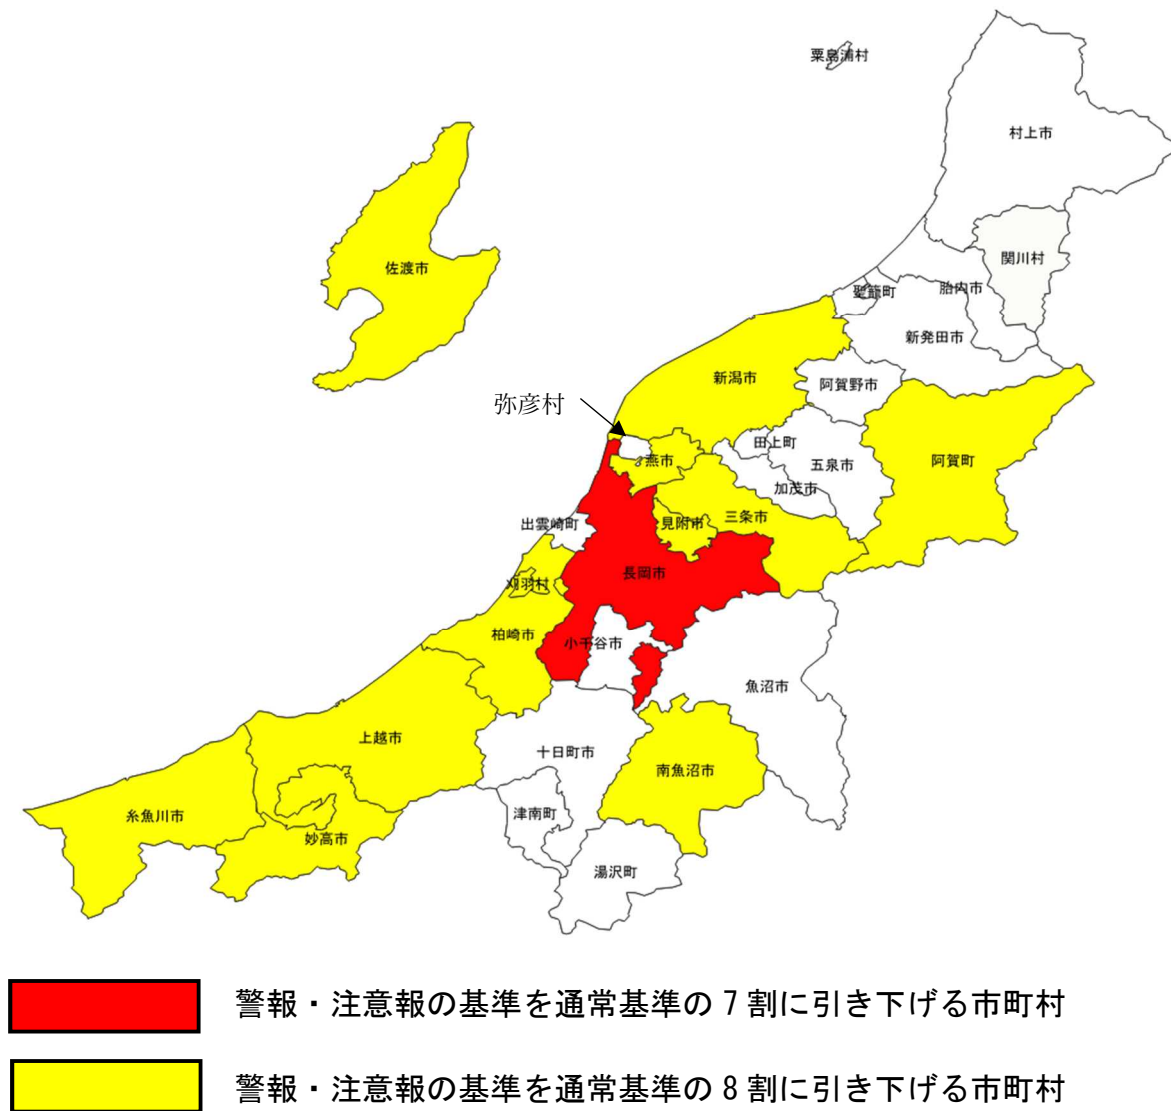 粟島浦村
村上市
関川村
佐渡市
聖籠町
胎内市
新発田市
新潟市
阿賀野市
弥彦村
田上町
燕市
五泉市
阿賀町
加茂市
出雲崎町
見附市
三条市
長岡市
刈羽村
柏崎市
小千谷市
魚沼市
上越市
十日町市
南魚沼市
糸魚川市
津南町
妙高市
湯沢町
警報・注意報の基準を通常基準の7割に引き下げる市町村
警報・注意報の基準を通常基準の8割に引き下げる市町村